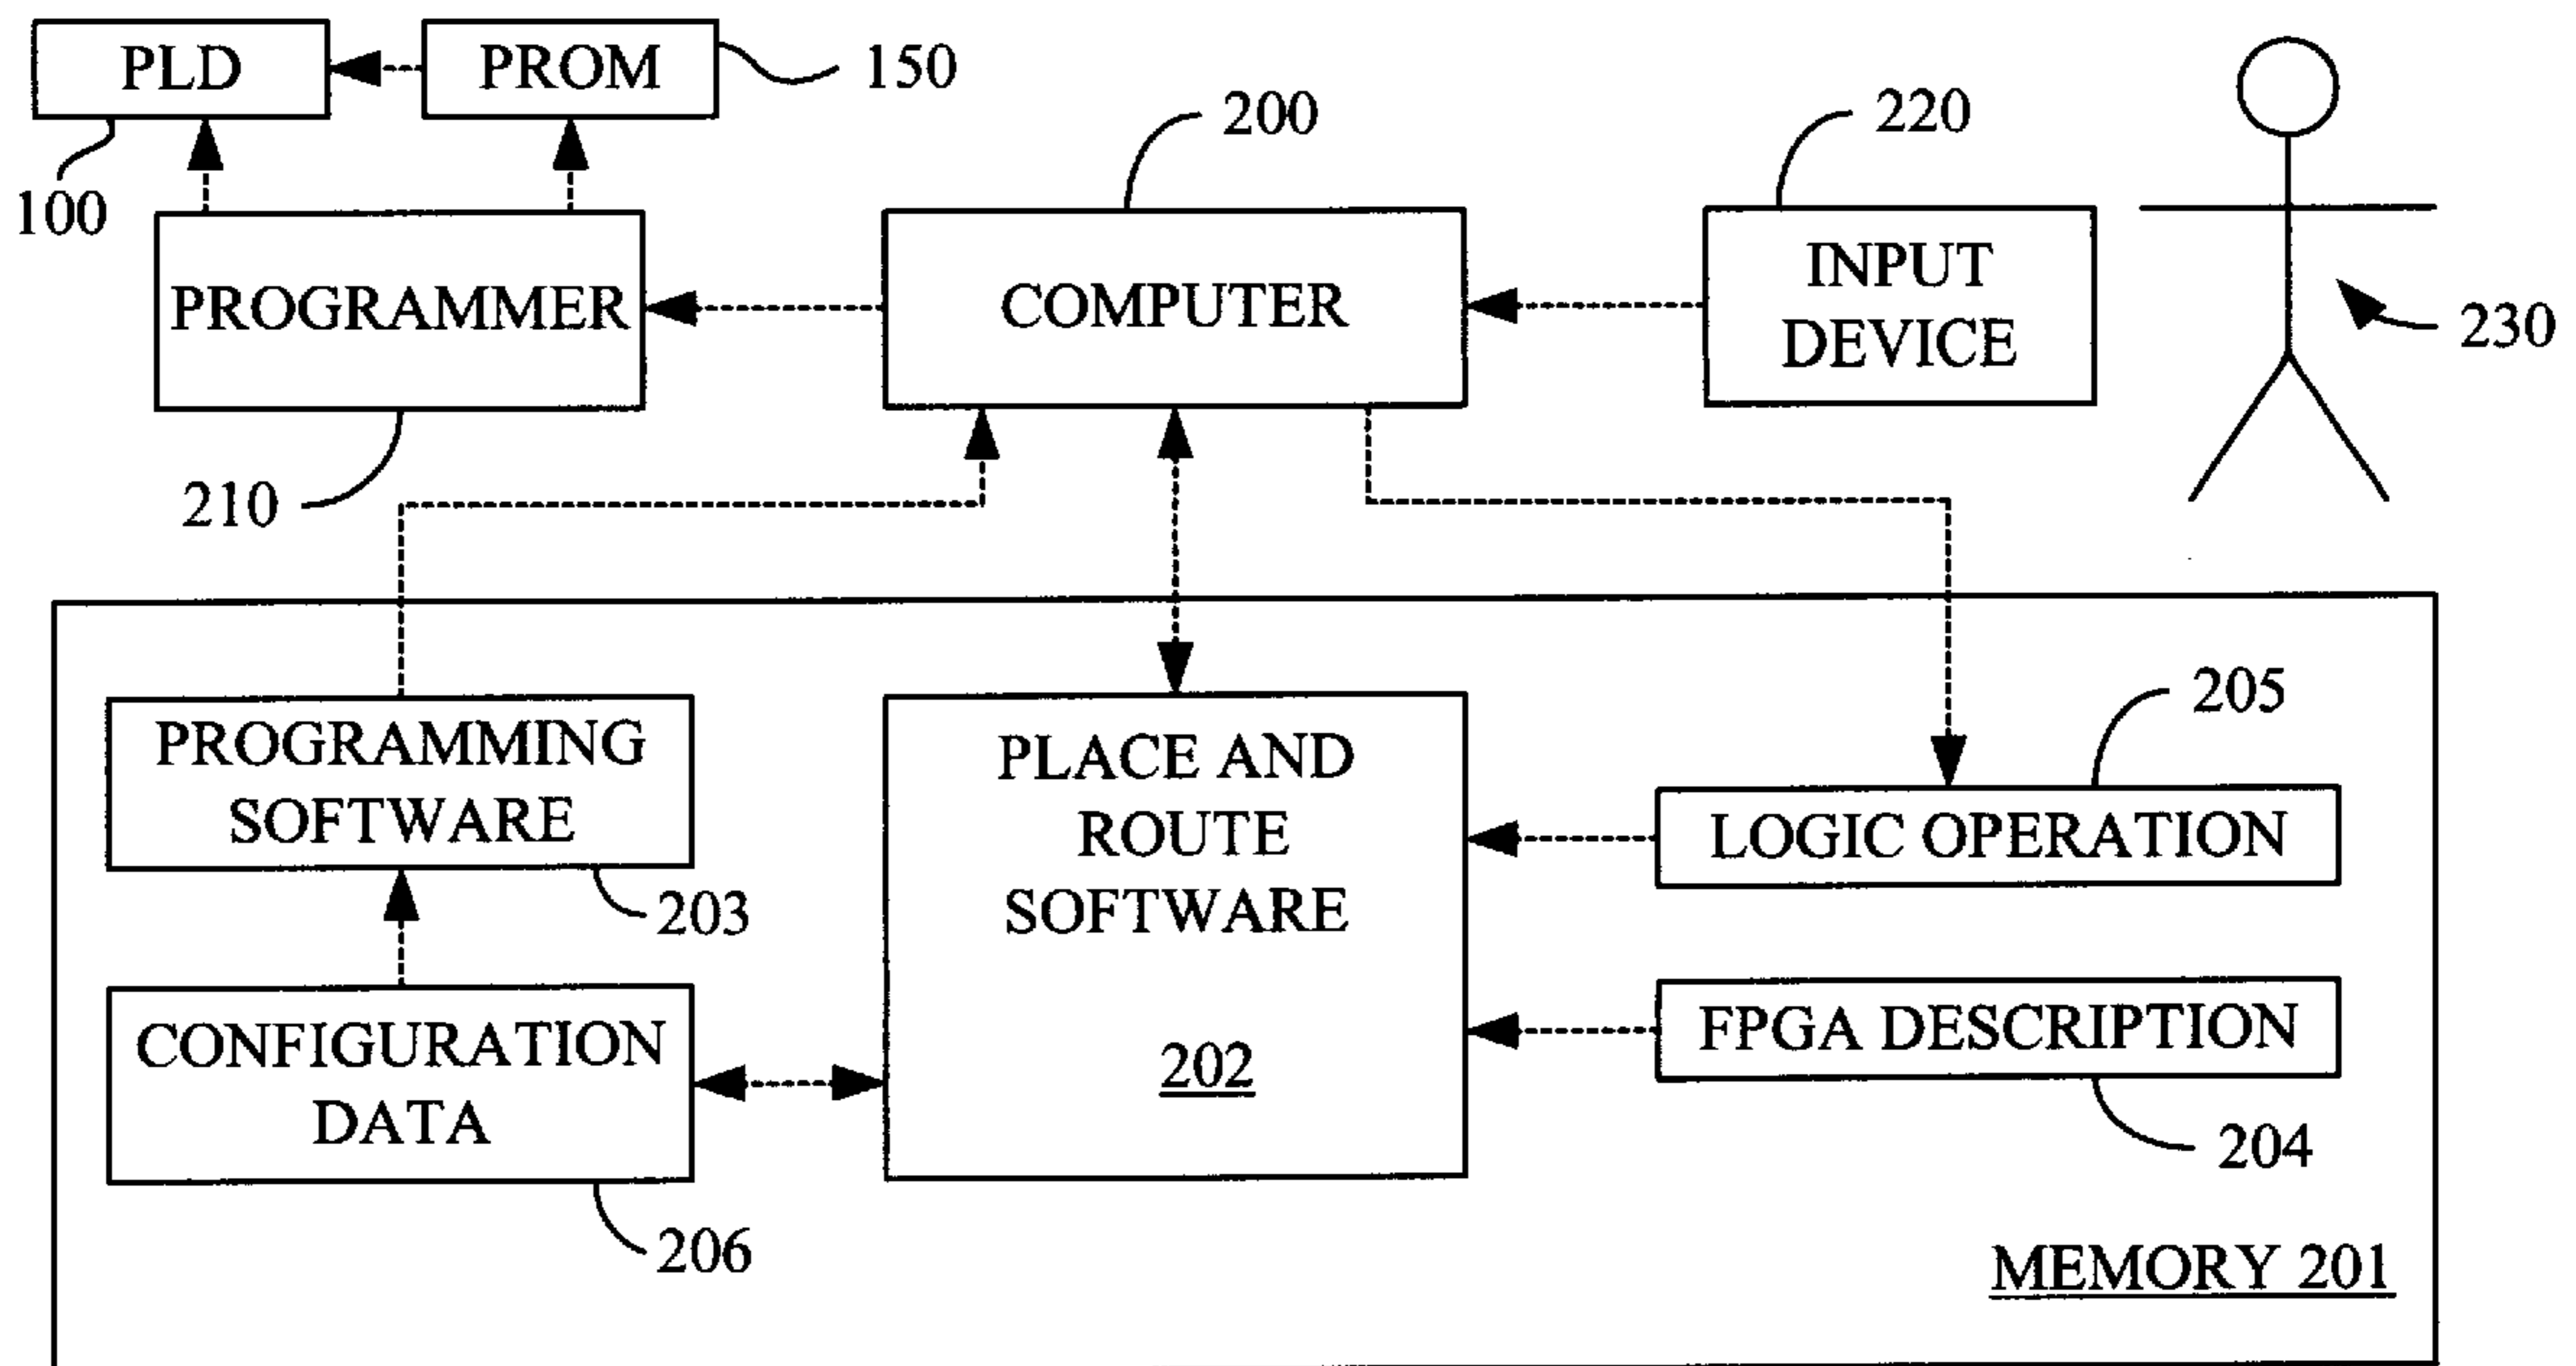 PLD
PROM
150
100
200
220
PROGRAMMER
COMPUTER
INPUT
DEVICE
230
210
PROGRAMMING
SOFTWARE
203
PLACE AND
ROUTE
SOFTWARE
202
205
LOGIC OPERATION
FPGA DESCRIPTION
204
CONFIGURATION
DATA
206
MEMORY 201